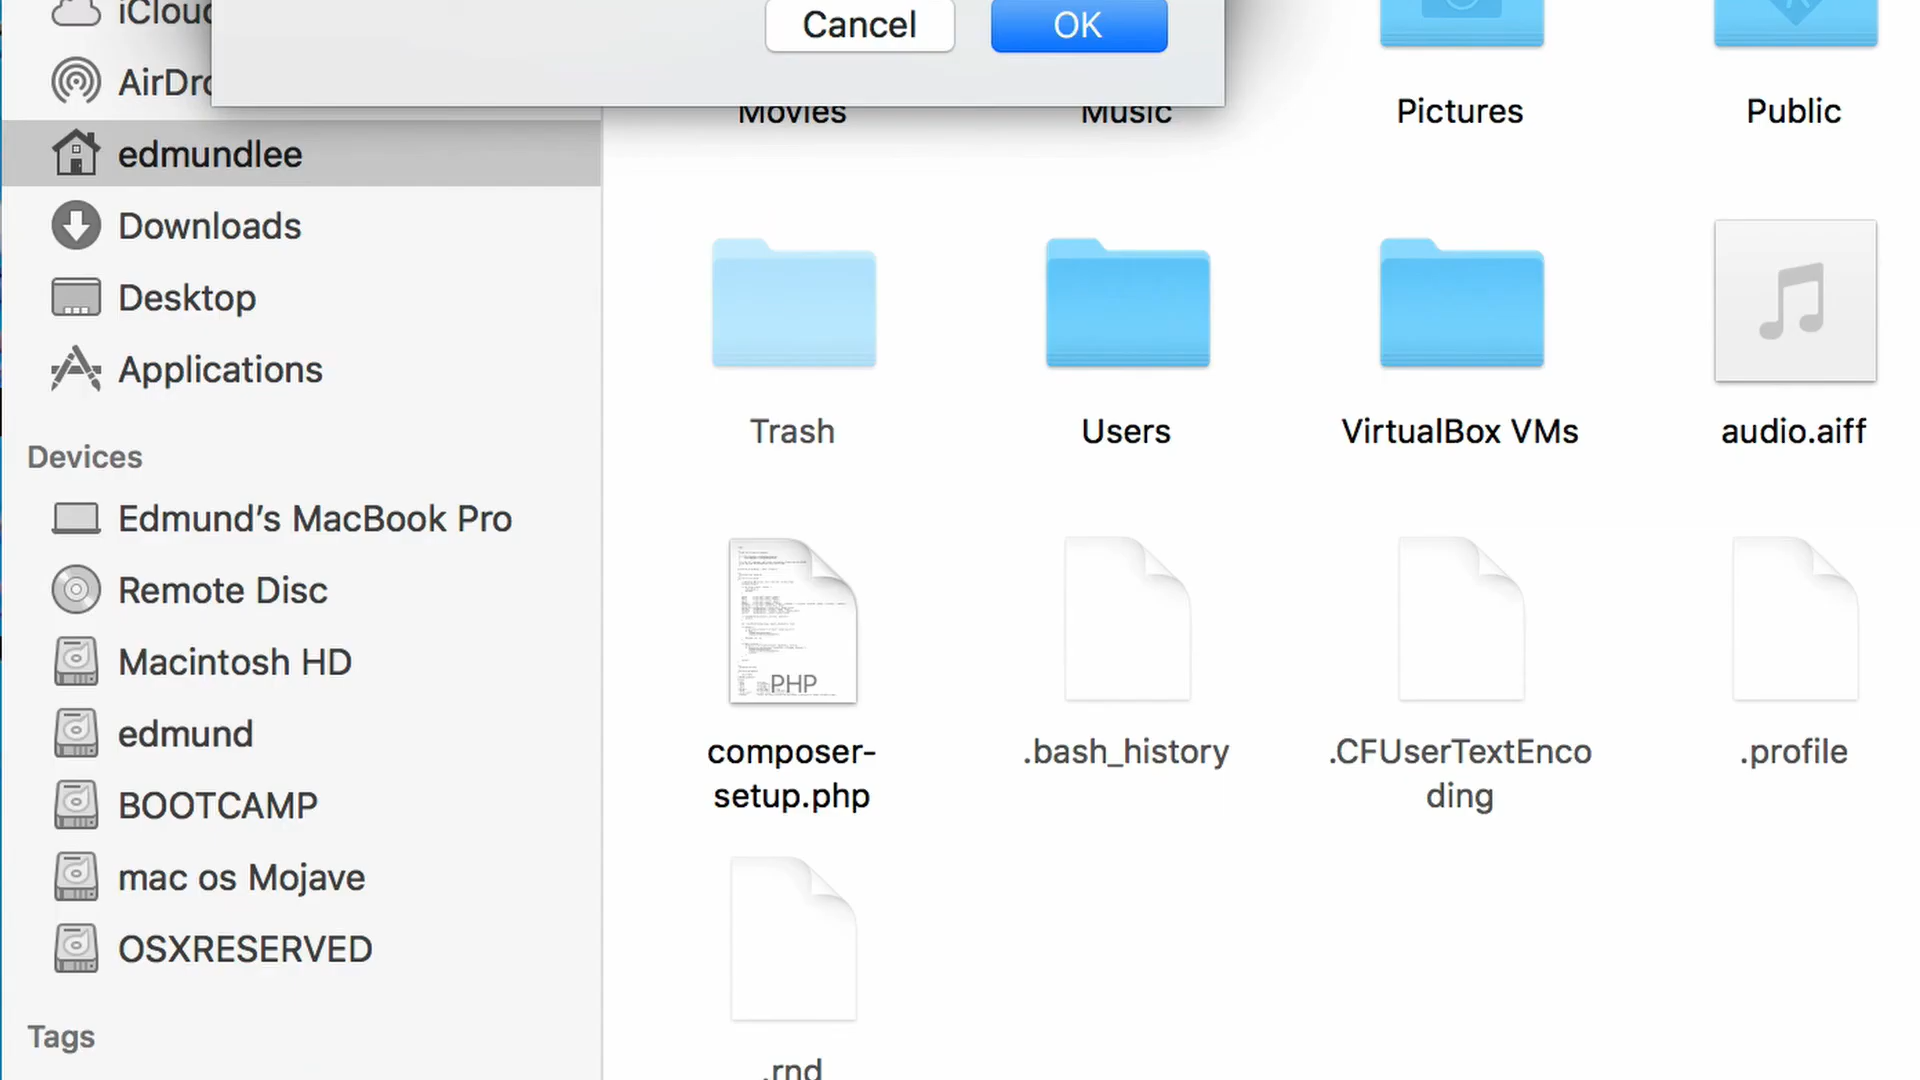 iCloud
AirDro
edmundlee
Downloads
Desktop
Applications
Devices
Edmund’s MacBook Pro
Remote Disc
Macintosh HD
edmund
BOOTCAMP
mac os Mojave
OSXRESERVED
Tags
Cancel
OK
Movies
Music
Pictures
Public
Trash
Users
VirtualBox VMs
audio.aiff
PHP
composer-
setup.php
.bash_history
.CFUserTextEnco
ding
.profile
.rnd